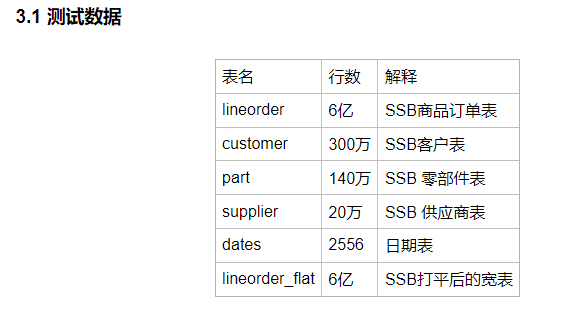 3.1 测试数据
表名 行数 解释
lineorder 6亿 SSB商品订单表
customer 300万 SSB客户表
part 140万 SSB 零部件表
supplier 20万 SSB 供应商表
dates 2556 日期表
lineorder_flat 6亿 SSB打平后的宽表